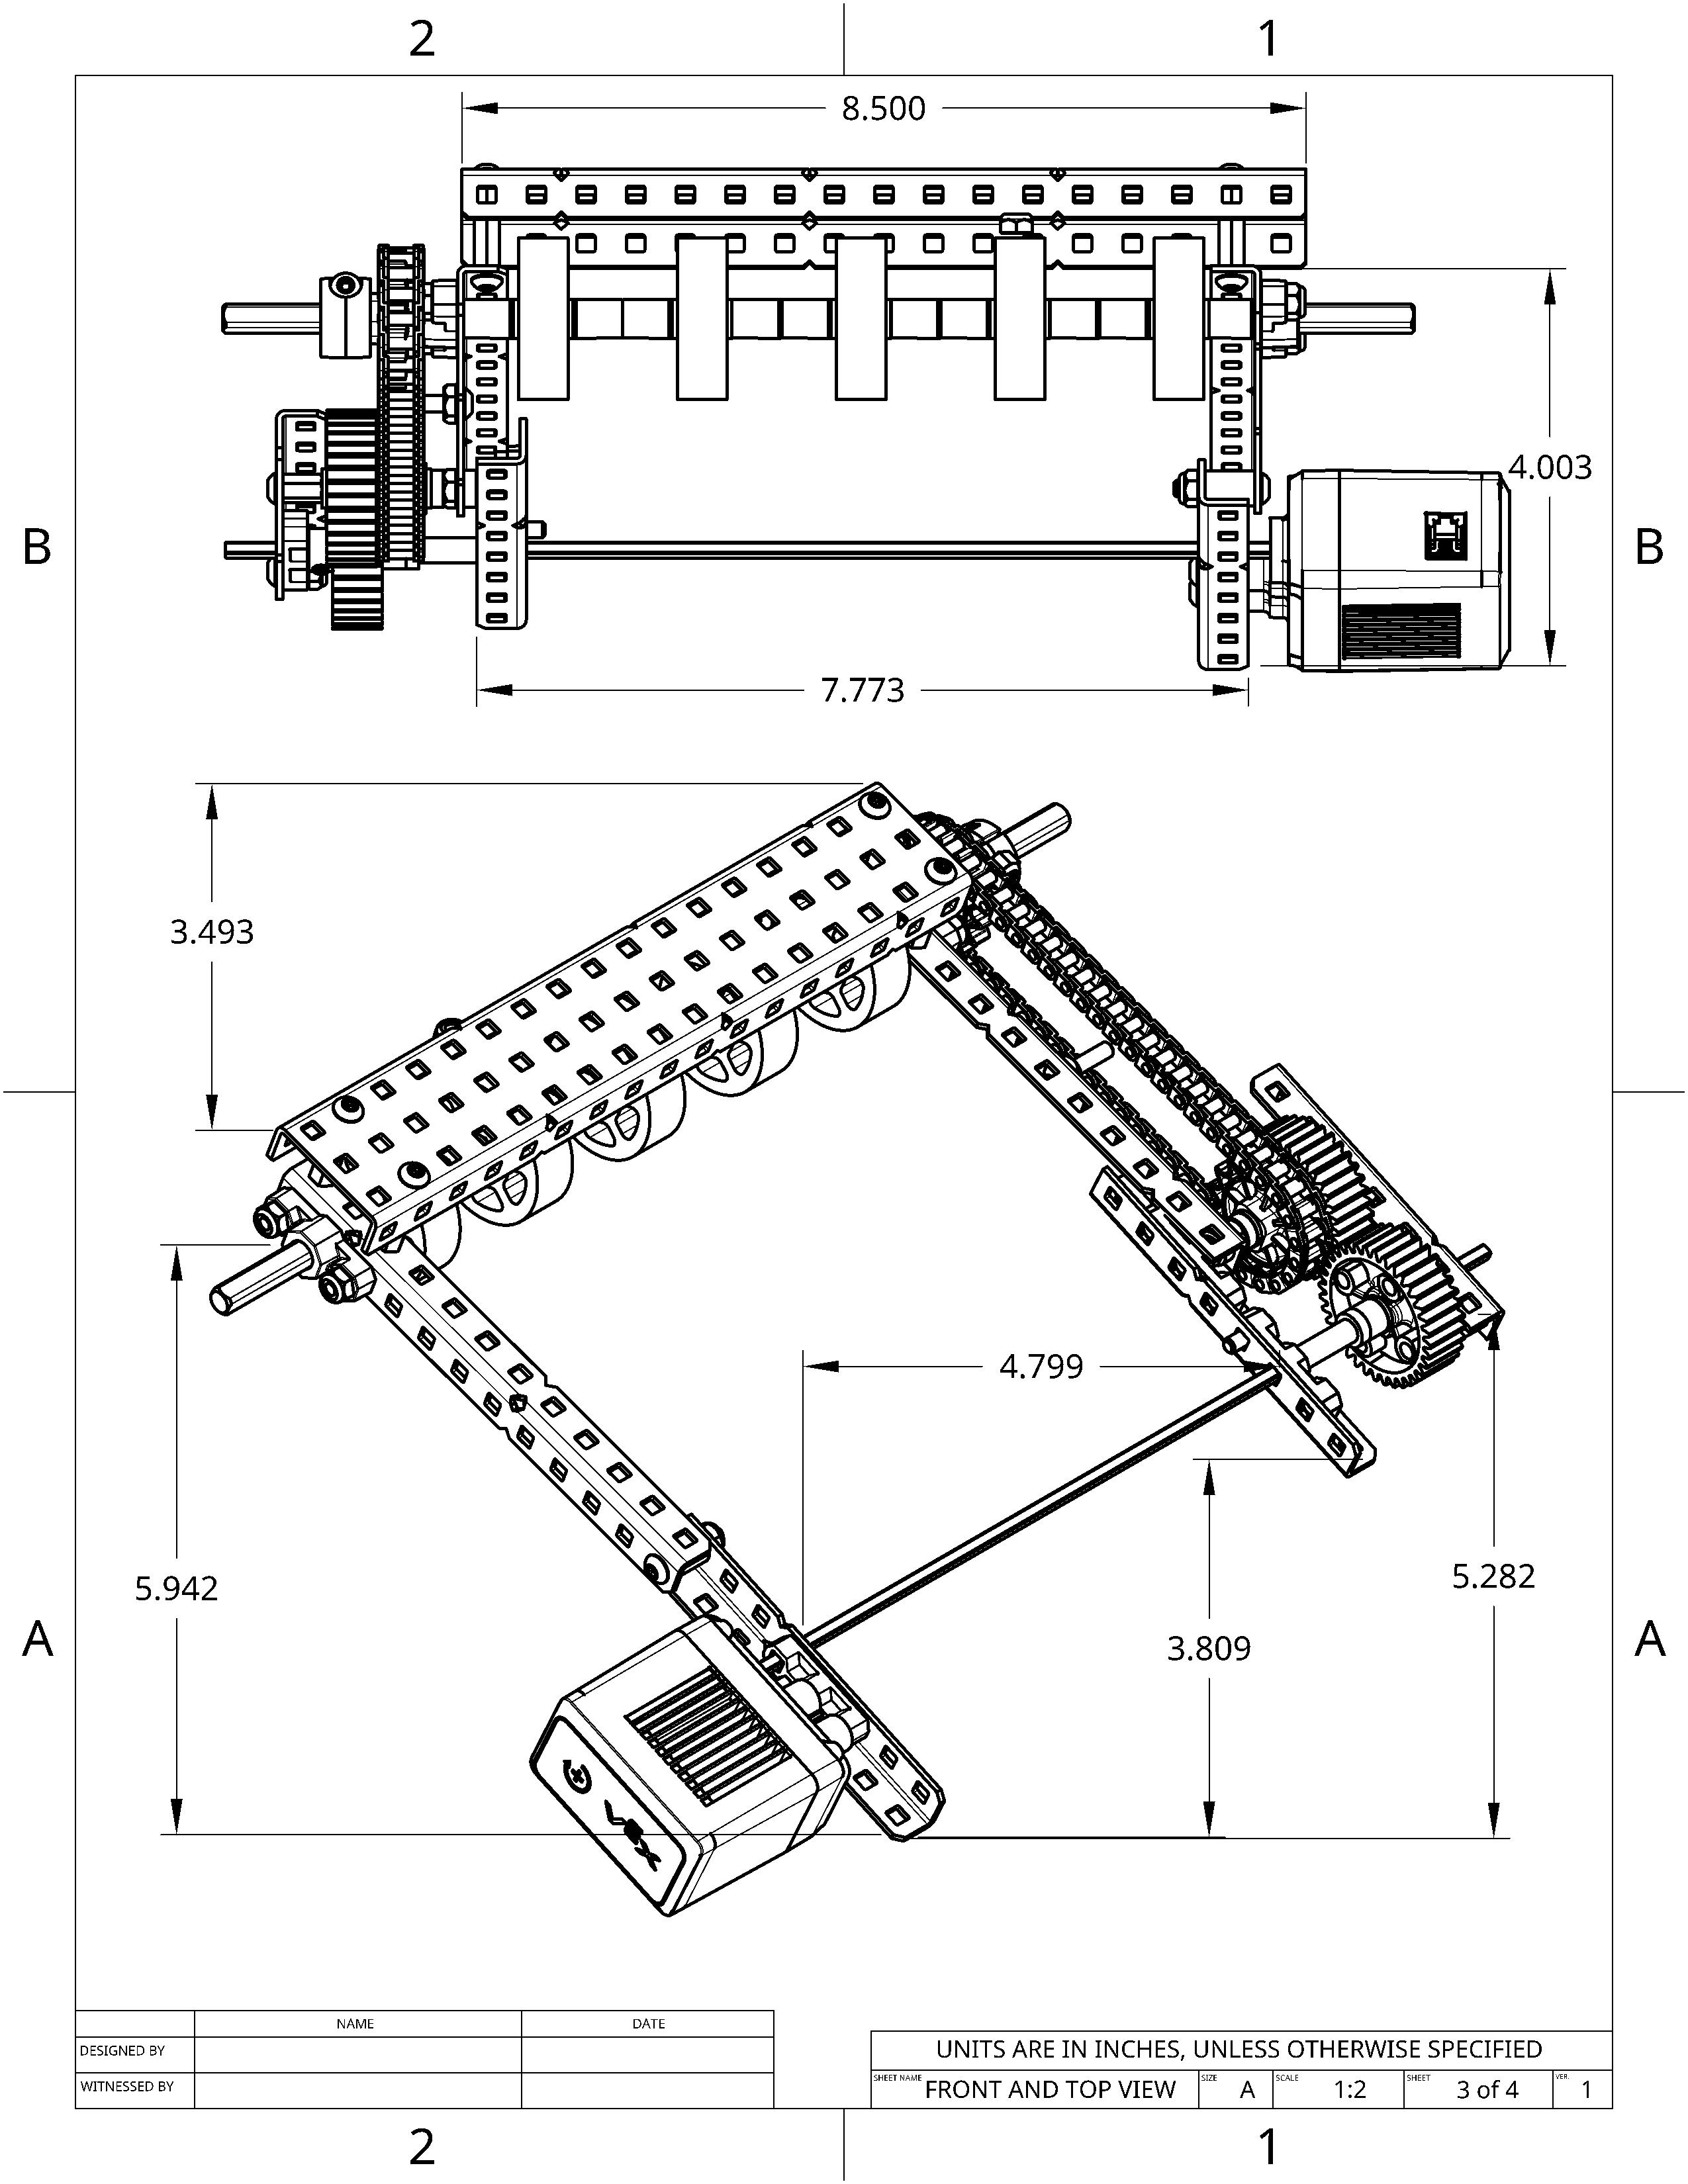 2 1
8.500
4.003
B B
7.773
3.493
4.799
5.942
5.282
3.809
A A
VEX
NAME DATE
DESIGNED BY
WITNESSED BY
UNITS ARE IN INCHES, UNLESS OTHERWISE SPECIFIED
SHEET NAME FRONT AND TOP VIEW SIZE A SCALE 1:2 SHEET 3 of 4 VER. 1
2 1